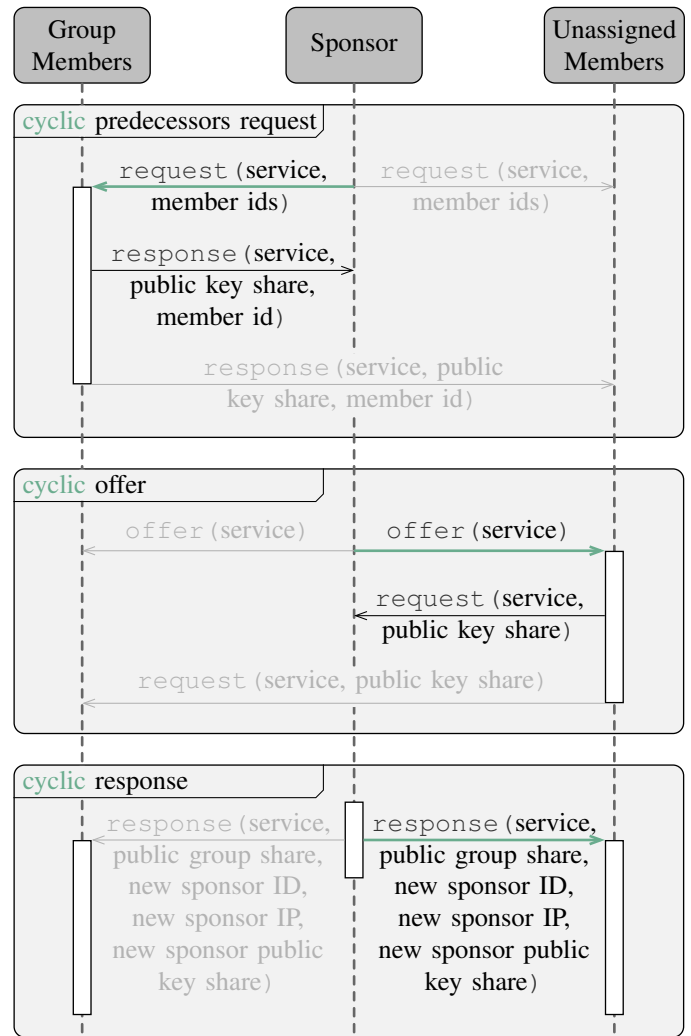 Group
Members
Sponsor
Unassigned
Members
cyclic predecessors request
request(service,
member ids)
request(service,
member ids)
response(service,
public key share,
member id)
response(service, public
key share, member id)
cyclic offer
offer(service)
offer(service)
request(service,
public key share)
request(service, public key share)
cyclic response
response(service,
public group share,
new sponsor ID,
new sponsor IP,
new sponsor public
key share)
response(service,
public group share,
new sponsor ID,
new sponsor IP,
new sponsor public
key share)